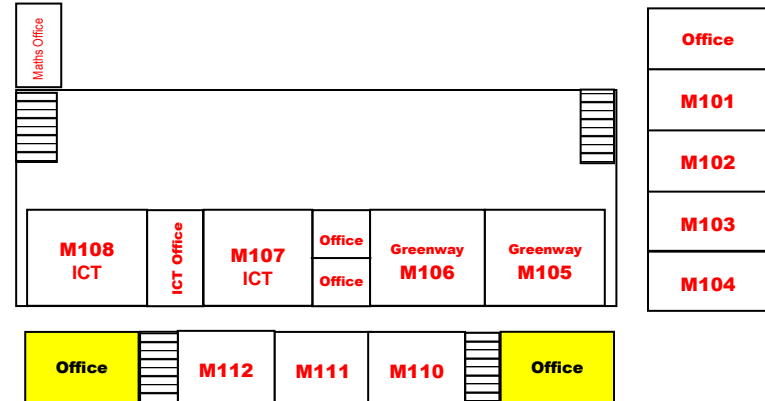 Maths Office
Office
M101
M102
M103
M104
M108
ICT
ICT Office
M107
ICT
Office
Office
Greenway
M106
Greenway
M105
Office
M112
M111
M110
Office